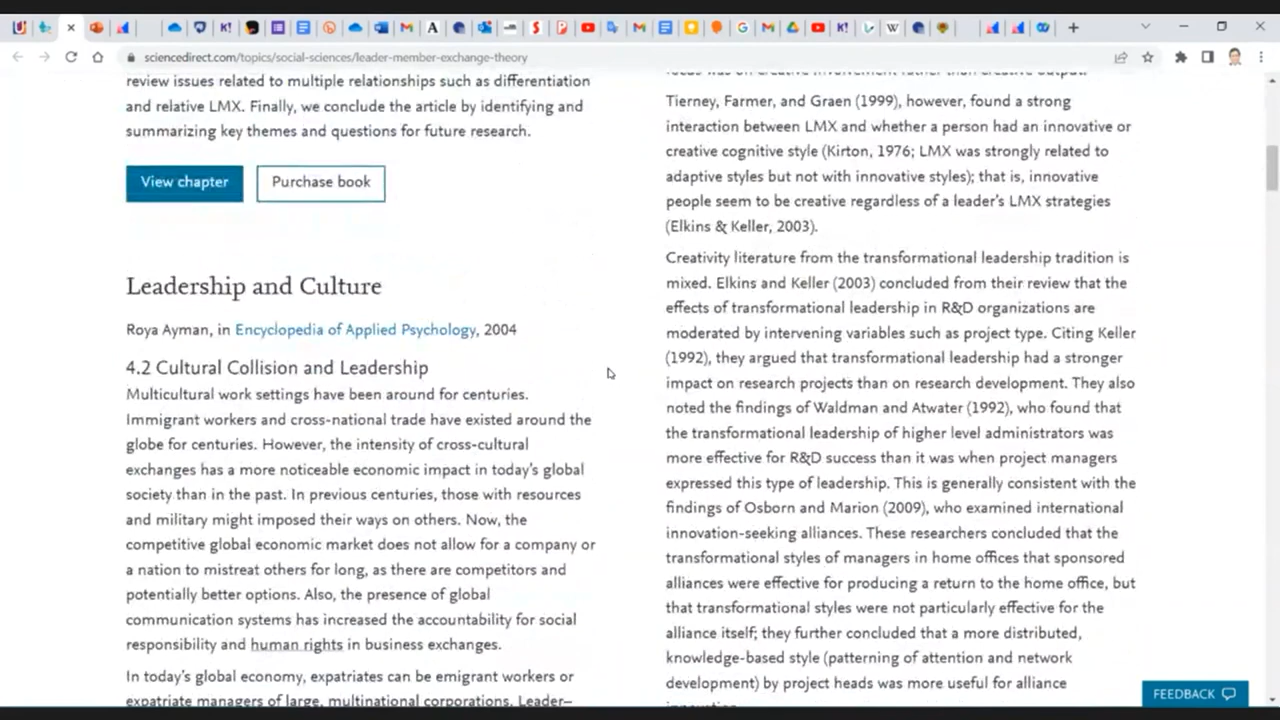 sciencedirect.com/topics/social-sciences/leader-member-exchange-theory
review issues related to multiple relationships such as differentiation
and relative LMX. Finally, we conclude the article by identifying and
summarizing key themes and questions for future research.
View chapter
Purchase book
Leadership and Culture
Roya Ayman, in Encyclopedia of Applied Psychology, 2004
4.2 Cultural Collision and Leadership
Multicultural work settings have been around for centuries.
Immigrant workers and cross-national trade have existed around the
globe for centuries. However, the intensity of cross-cultural
exchanges has a more noticeable economic impact in today's global
society than in the past. In previous centuries, those with resources
and military might imposed their ways on others. Now, the
competitive global economic market does not allow for a company or
a nation to mistreat others for long, as there are competitors and
potentially better options. Also, the presence of global
communication systems has increased the accountability for social
responsibility and human rights in business exchanges.
In today's global economy, expatriates can be emigrant workers or
expatriate managers of large, multinational corporations. Leader–
focus was on creative involvement rather than creative output.
Tierney, Farmer, and Graen (1999), however, found a strong
interaction between LMX and whether a person had an innovative or
creative cognitive style (Kirton, 1976; LMX was strongly related to
adaptive styles but not with innovative styles); that is, innovative
people seem to be creative regardless of a leader's LMX strategies
(Elkins & Keller, 2003).
Creativity literature from the transformational leadership tradition is
mixed. Elkins and Keller (2003) concluded from their review that the
effects of transformational leadership in R&D organizations are
moderated by intervening variables such as project type. Citing Keller
(1992), they argued that transformational leadership had a stronger
impact on research projects than on research development. They also
noted the findings of Waldman and Atwater (1992), who found that
the transformational leadership of higher level administrators was
more effective for R&D success than it was when project managers
expressed this type of leadership. This is generally consistent with the
findings of Osborn and Marion (2009), who examined international
innovation-seeking alliances. These researchers concluded that the
transformational styles of managers in home offices that sponsored
alliances were effective for producing a return to the home office, but
that transformational styles were not particularly effective for the
alliance itself; they further concluded that a more distributed,
knowledge-based style (patterning of attention and network
development) by project heads was more useful for alliance
FEEDBACK